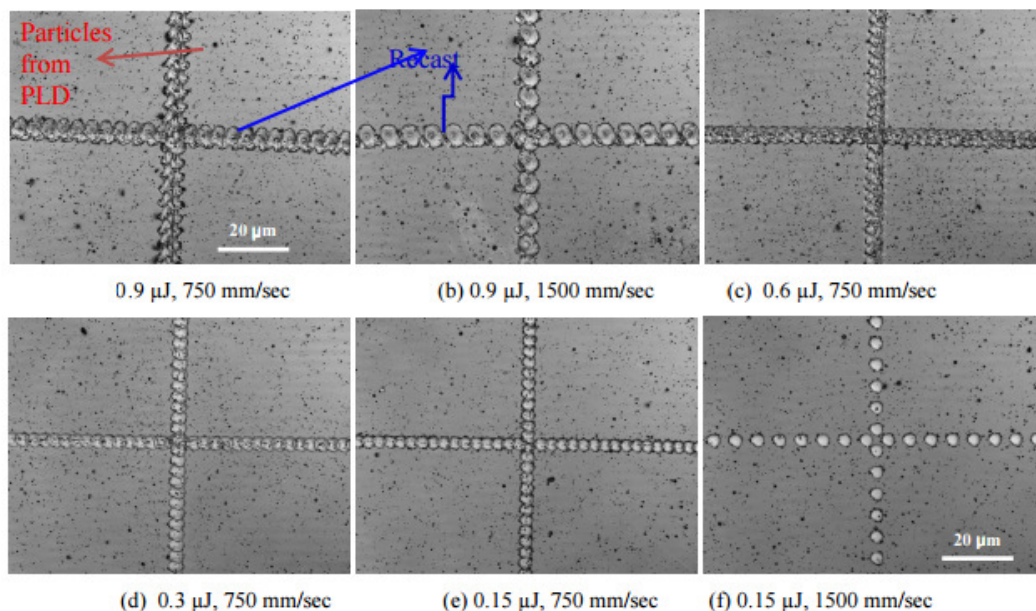 Particles
from
PLD
Recast
20 μm
0.9 μJ, 750 mm/sec
(b) 0.9 μJ, 1500 mm/sec
(c) 0.6 μJ, 750 mm/sec
20 μm
(d) 0.3 μJ, 750 mm/sec
(e) 0.15 μJ, 750 mm/sec
(f) 0.15 μJ, 1500 mm/sec